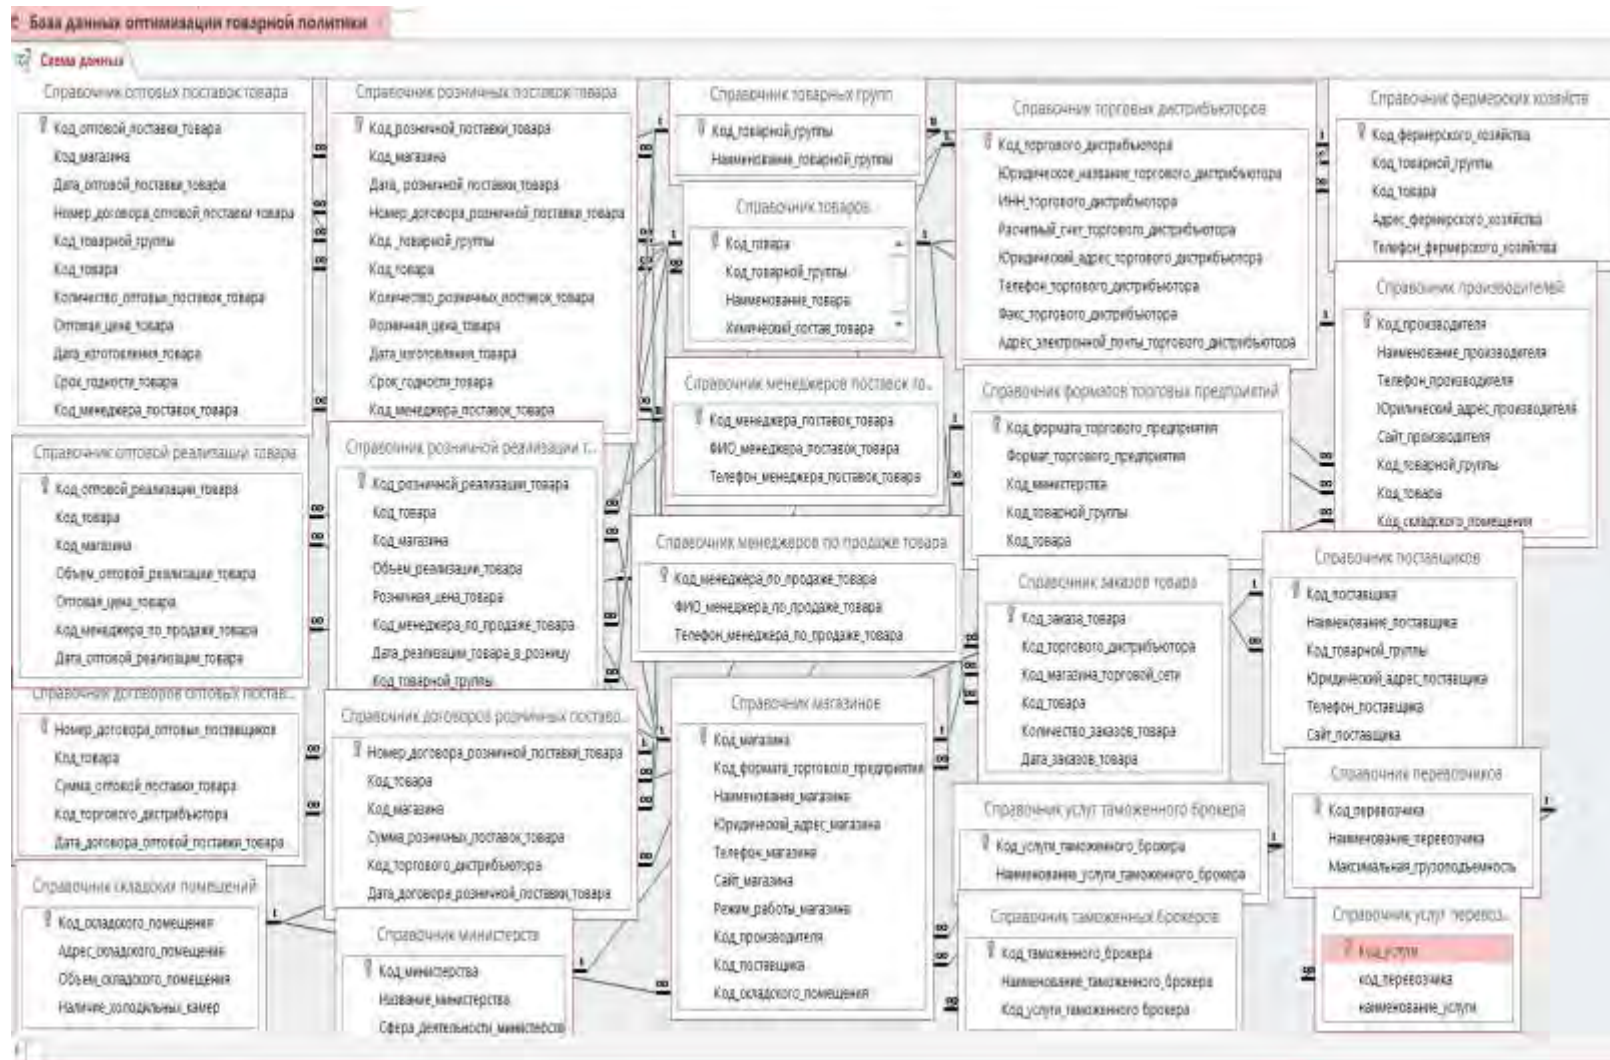 База данных оптимизации товарной политики
Схема данных
Справочник оптовых поставок товара
Код_оптовой_поставки_товара
Код_магазина
Дата_оптовой_поставки_товара
Номер_договора_оптовой_поставки товара
Код_товарной_группы
Код_товара
Количество_оптовых_поставок_товара
Оптовая_цена_товара
Дата_изготовления_товара
Срок_годности_товара
Код_менеджера_поставок_товара
Справочник розничных поставок товара
Код_розничной_поставки_товара
Код_магазина
Дата_ розничной_поставки_товара
Номер_договора_розничной_поставки_товара
Код _товарной_группы
Код_товара
Количество_розничных_поставок_товара
Розничная_цена_товара
Дата_изготовления_товара
Срок_годности_товара
Код_менеджера_поставок_товара
Справочник товарных групп
Код_товарной_группы
Наименование_товарной_группы
Справочник товаров
Код_товара
Код_товарной_группы
Наименование_товара
Химический_состав_товара
Справочник торговых дистрибьюторов
Код_торгового_дистрибьютора
Юридическое_название_торгового_дистрибьютора
ИНН_торгового_дистрибьютора
Расчетный_счет_торгового_дистрибьютора
Юридический_адрес_торгового_дистрибьютора
Телефон_торгового_дистрибьютора
Факс_торгового_дистрибьютора
Адрес_электронной_почты_торгового_дистрибьютора
Справочник фермерских хозяйств
Код_фермерского_хозяйства
Код_товарной_группы
Код_товара
Адрес_фермерского_хозяйства
Телефон_фермерского_хозяйства
Справочник производителей
Код_производителя
Наименование_производителя
Телефон_производителя
Юрилический_адрес_производителя
Сайт_производителя
Код_товарной_группы
Код_товара
Код_складского_помещения
Справочник менеджеров поставок то...
Код_менеджера_поставок_товара
ФИО_менеджера_поставок_товара
Телефон_менеджера_поставок_товара
Справочник форматов торговых предприятий
Код_формата_торгового_предприятия
Формат_торгового_предприятия
Код_министерства
Код_товарной_группы
Код_товара
Справочник оптовой реализации товара
Код_оптовой_реализации_товара
Код_товара
Код_магазина
Объем_оптовой_реализации_товара
Оптовая_цена_товара
Код_менеджера_по_продаже_товара
Дата_оптовой_реализации_товара
Справочник розничной реализации т...
Код_розничной_реализации_товара
Код_товара
Код_магазина
Объем_реализации_товара
Розничная_цена_товара
Код_менеджера_по_продаже_товара
Дата_реализации_товара_в_розницу
Код_товарной_группы
Справочник менеджеров по продаже товара
Код_менеджера_по_продаже_товара
ФИО_менеджера_по_продаже_товара
Телефон_менеджера_по_продаже_товара
Справочник заказов товара
Код_заказа_товара
Код_торгового_дистрибьютора
Код_магазина_торговой_сети
Код_товара
Количество_заказов_товара
Дата_заказов_товара
Справочник поставщиков
Код_поставщика
Наименование_поставщика
Код_товарной_группы
Юридический_адрес_поставщика
Телефон_поставщика
Сайт_поставщика
Справочник договоров оптовых постав...
Номер_договора_оптовых_поставщиков
Код_товара
Сумма_оптовой_поставки_товара
Код_торгового_дистрибьютора
Дата_договора_оптовой_поставки_товара
Справочник договоров розничных поставо...
Номер_договора_розничной_поставки_товара
Код_товара
Код_магазина
Сумма_розничных_поставок_товара
Код_торгового_дистрибьютора
Дата_договора_розничной_поставки_товара
Справочник магазинов
Код_магазина
Код_формата_торгового_предприятия
Наименование_магазина
Юридический_адрес_магазина
Телефон_магазина
Сайт_магазина
Режим_работы_магазина
Код_производителя
Код_поставщика
Код_складского_помещения
Справочник услуг таможенного брокера
Код_услуги_таможенного_брокера
Наименование_услуги_таможенного_брокера
Справочник перевозчиков
Код_перевозчика
Наименование_перевозчика
Максимальная_грузоподъемность
Справочник складских помещений
Код_складского_помещения
Адрес_складского_помещения
Объем_складского_помещения
Наличие_холодильных_камер
Справочник министерств
Код_министерства
Название_министерства
Сфера_деятельности_министерств
Справочник таможенных брокеров
Код_таможенного_брокера
Наименование_таможенного_брокера
Код_услуги_таможенного_брокера
Справочник услуг перевоз...
Код_услуги
код_перевозчика
наименование_услуги